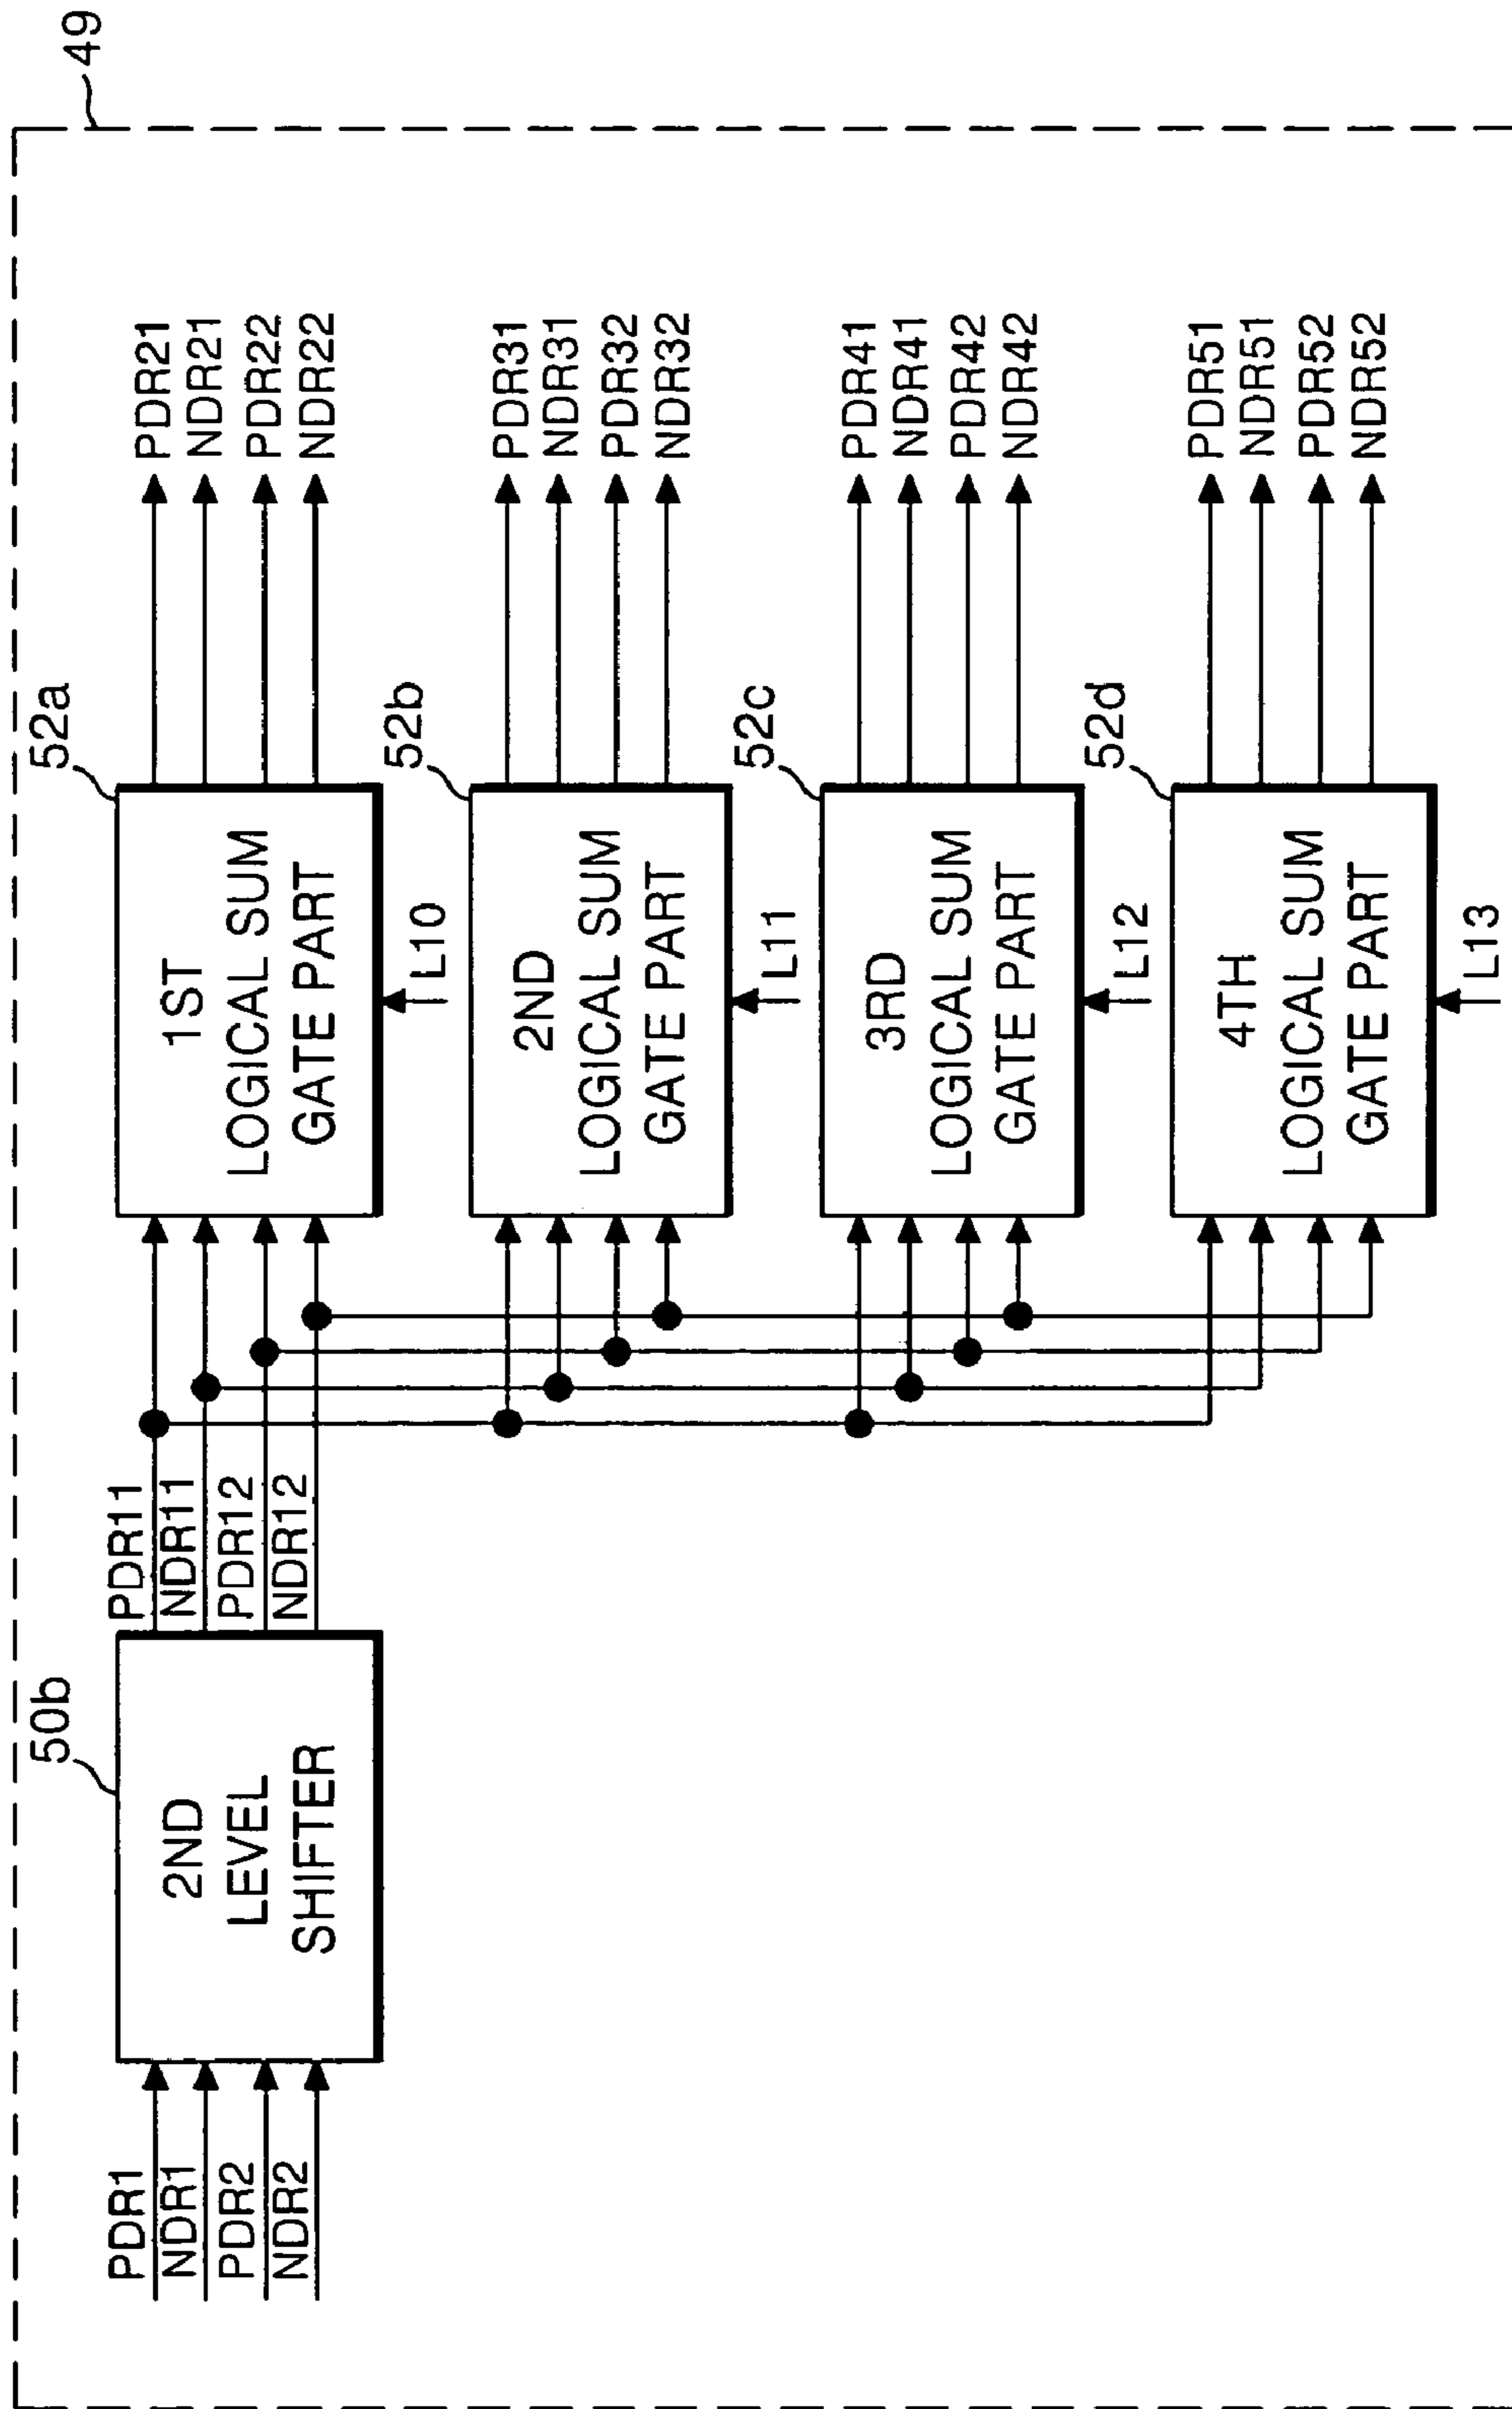 49
50b
PDR1
NDR1
PDR2
NDR2
2ND
LEVEL
SHIFTER
PDR11
NDR11
PDR12
NDR12
52a
1ST
LOGICAL SUM
GATE PART
L10
PDR21
NDR21
PDR22
NDR22
52b
2ND
LOGICAL SUM
GATE PART
L11
PDR31
NDR31
PDR32
NDR32
52c
3RD
LOGICAL SUM
GATE PART
L12
PDR41
NDR41
PDR42
NDR42
52d
4TH
LOGICAL SUM
GATE PART
L13
PDR51
NDR51
PDR52
NDR52